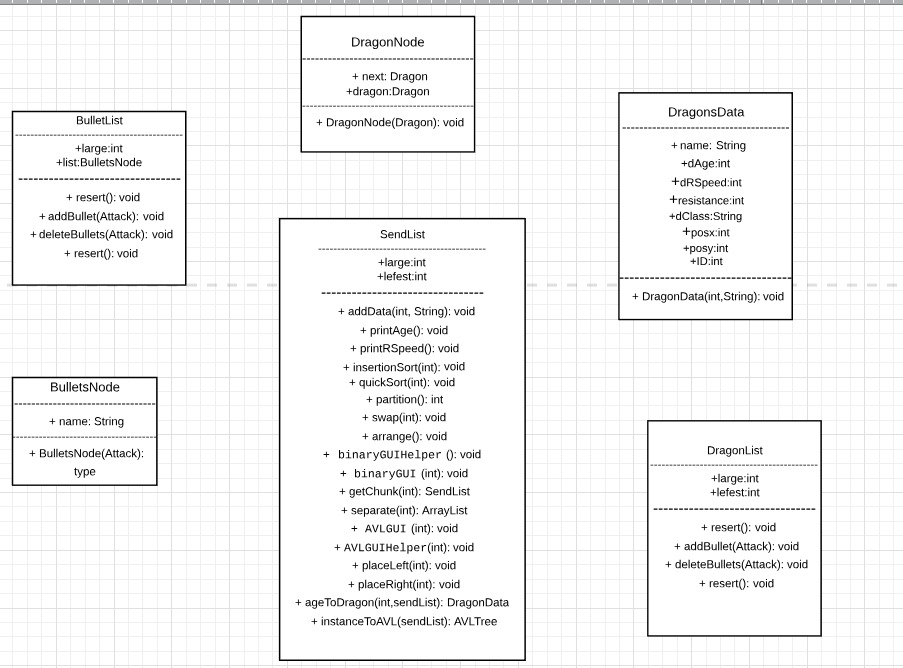 DragonNode
+ next: Dragon
+dragon:Dragon
+ DragonNode(Dragon): void
BulletList
+large:int
+list:BulletsNode
+ resert(): void
+ addBullet(Attack): void
+ deleteBullets(Attack): void
+ resert(): void
DragonsData
+ name: String
+dAge:int
+dRSpeed:int
+resistance:int
+dClass:String
+posx:int
+posy:int
+ID:int
+ DragonData(int,String): void
SendList
+large:int
+lefest:int
+ addData(int, String): void
+ printAge(): void
+ printRSpeed(): void
+ insertionSort(int): void
+ quickSort(int): void
+ partition(): int
+ swap(int): void
+ arrange(): void
+ binaryGUIHelper (): void
+ binaryGUI (int): void
+ getChunk(int): SendList
+ separate(int): ArrayList
+ AVLGUI (int): void
+ AVLGUIHelper(int): void
+ placeLeft(int): void
+ placeRight(int): void
+ ageToDragon(int,sendList): DragonData
+ instanceToAVL(sendList): AVLTree
BulletsNode
+ name: String
+ BulletsNode(Attack):
type
DragonList
+large:int
+lefest:int
+ resert(): void
+ addBullet(Attack): void
+ deleteBullets(Attack): void
+ resert(): void